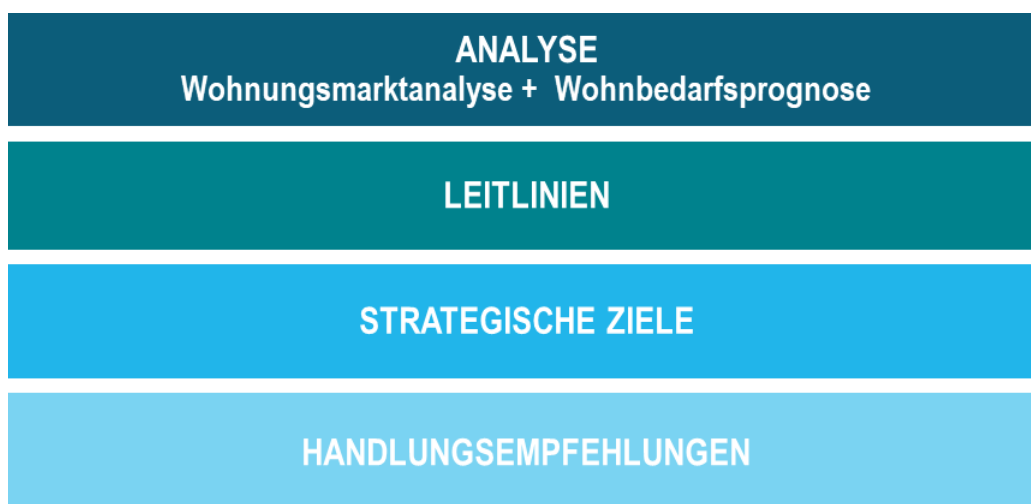 ANALYSE
Wohnungsmarktanalyse + Wohnbedarfsprognose
LEITLINIEN
STRATEGISCHE ZIELE
HANDLUNGSEMPFEHLUNGEN